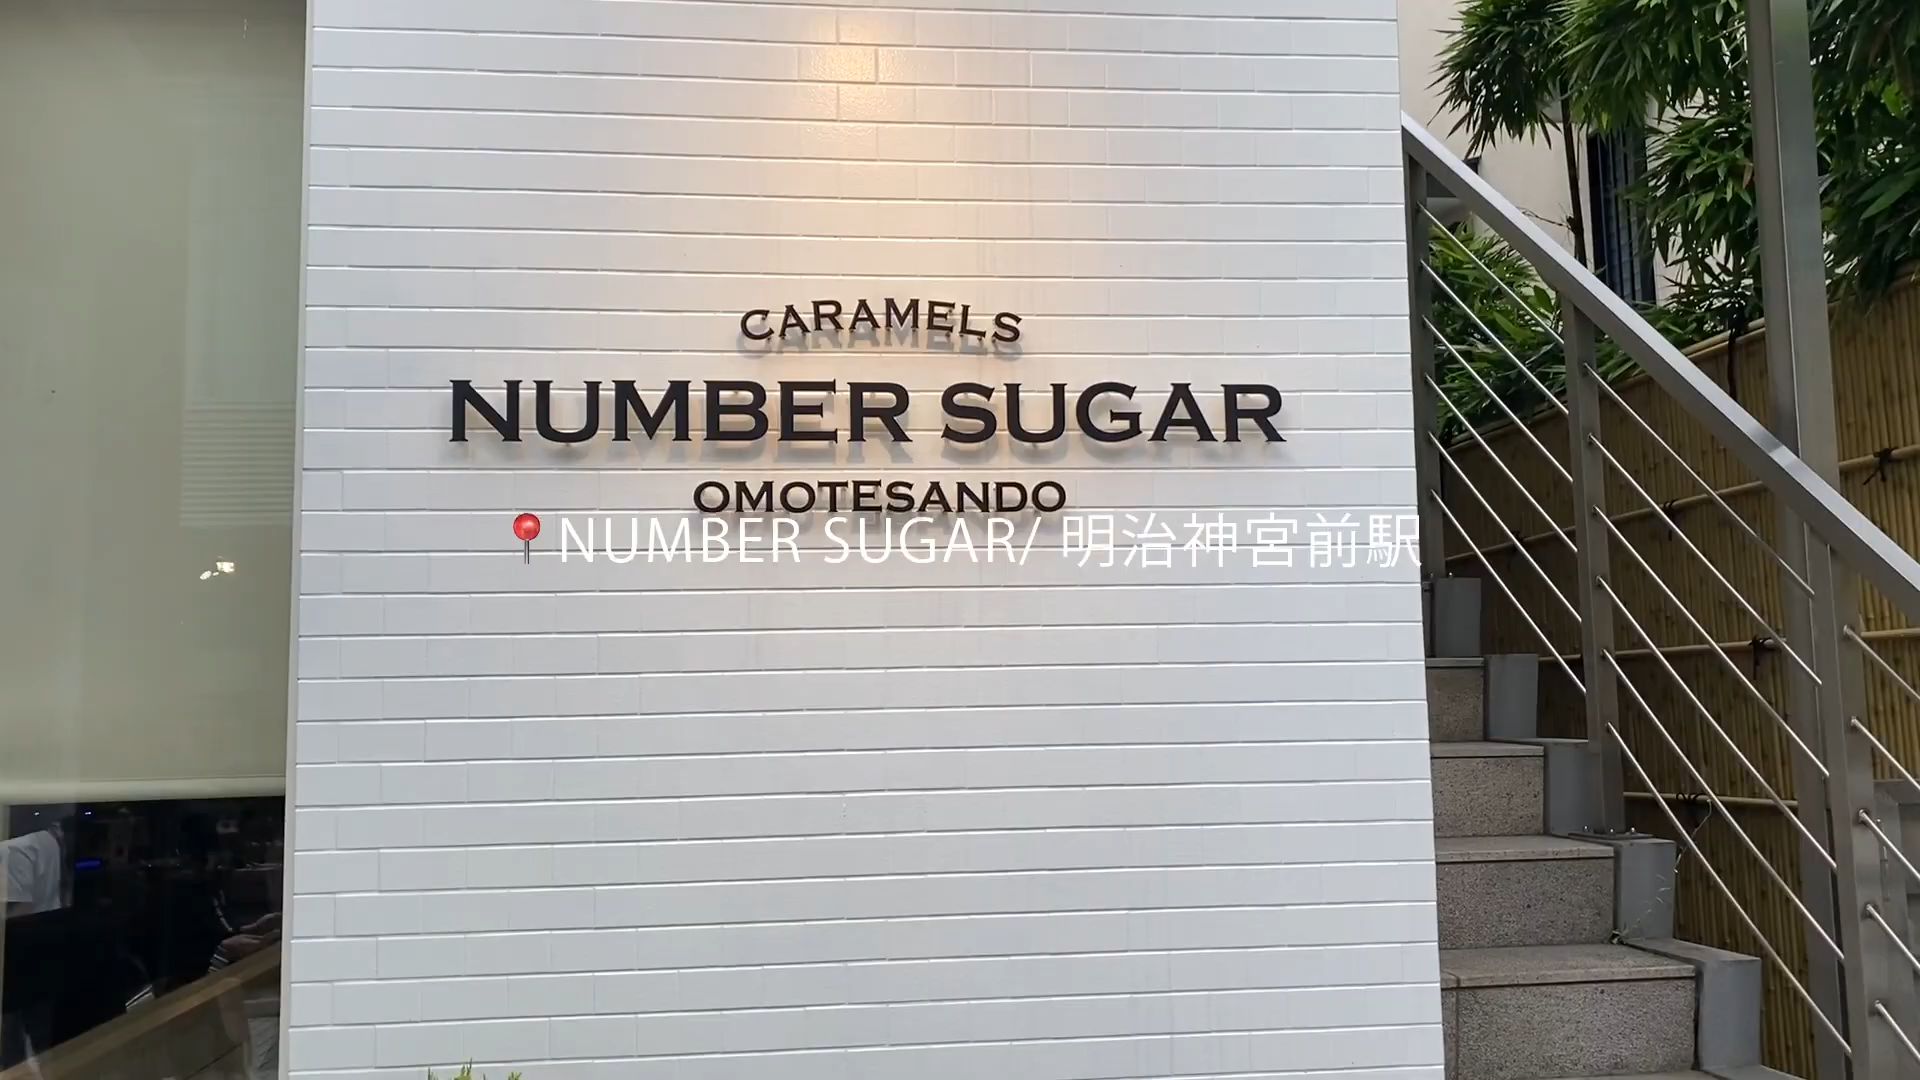 CARAMELS
NUMBER SUGAR
OMOTESANDO
📍NUMBER SUGAR/ 明治神宮前駅